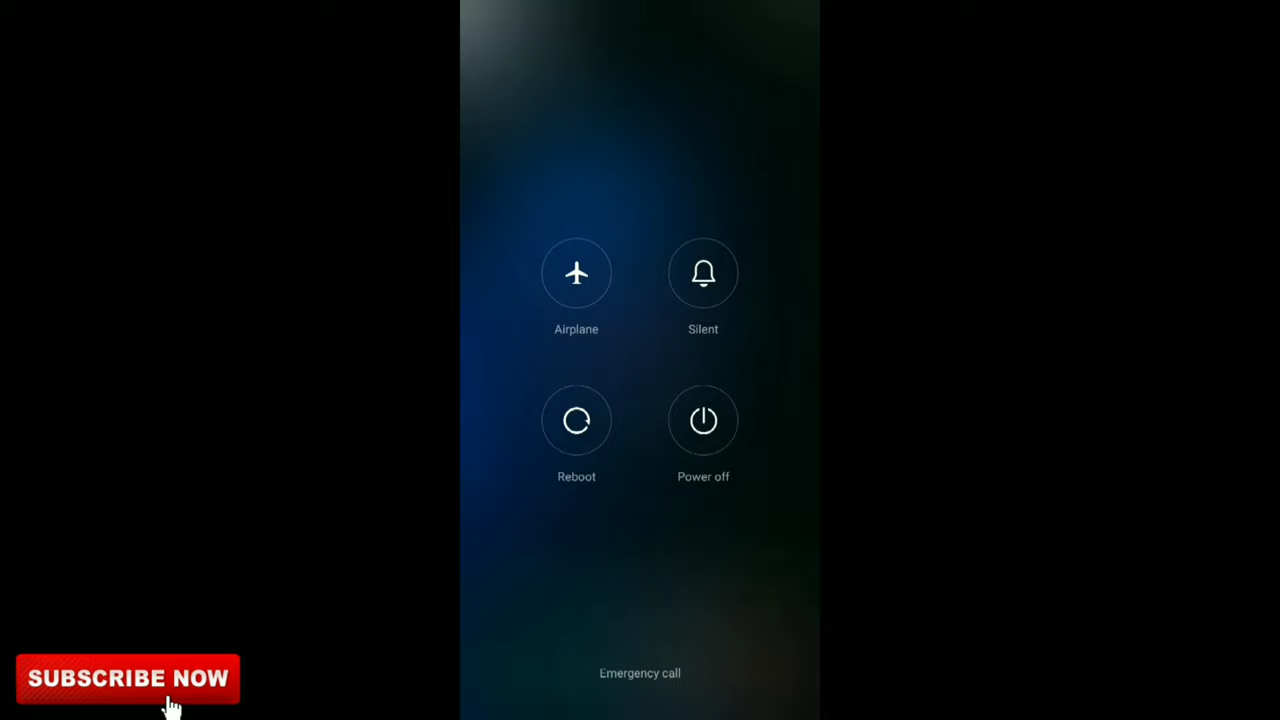 Airplane
Silent
Reboot
Power off
Emergency call
SUBSCRIBE NOW